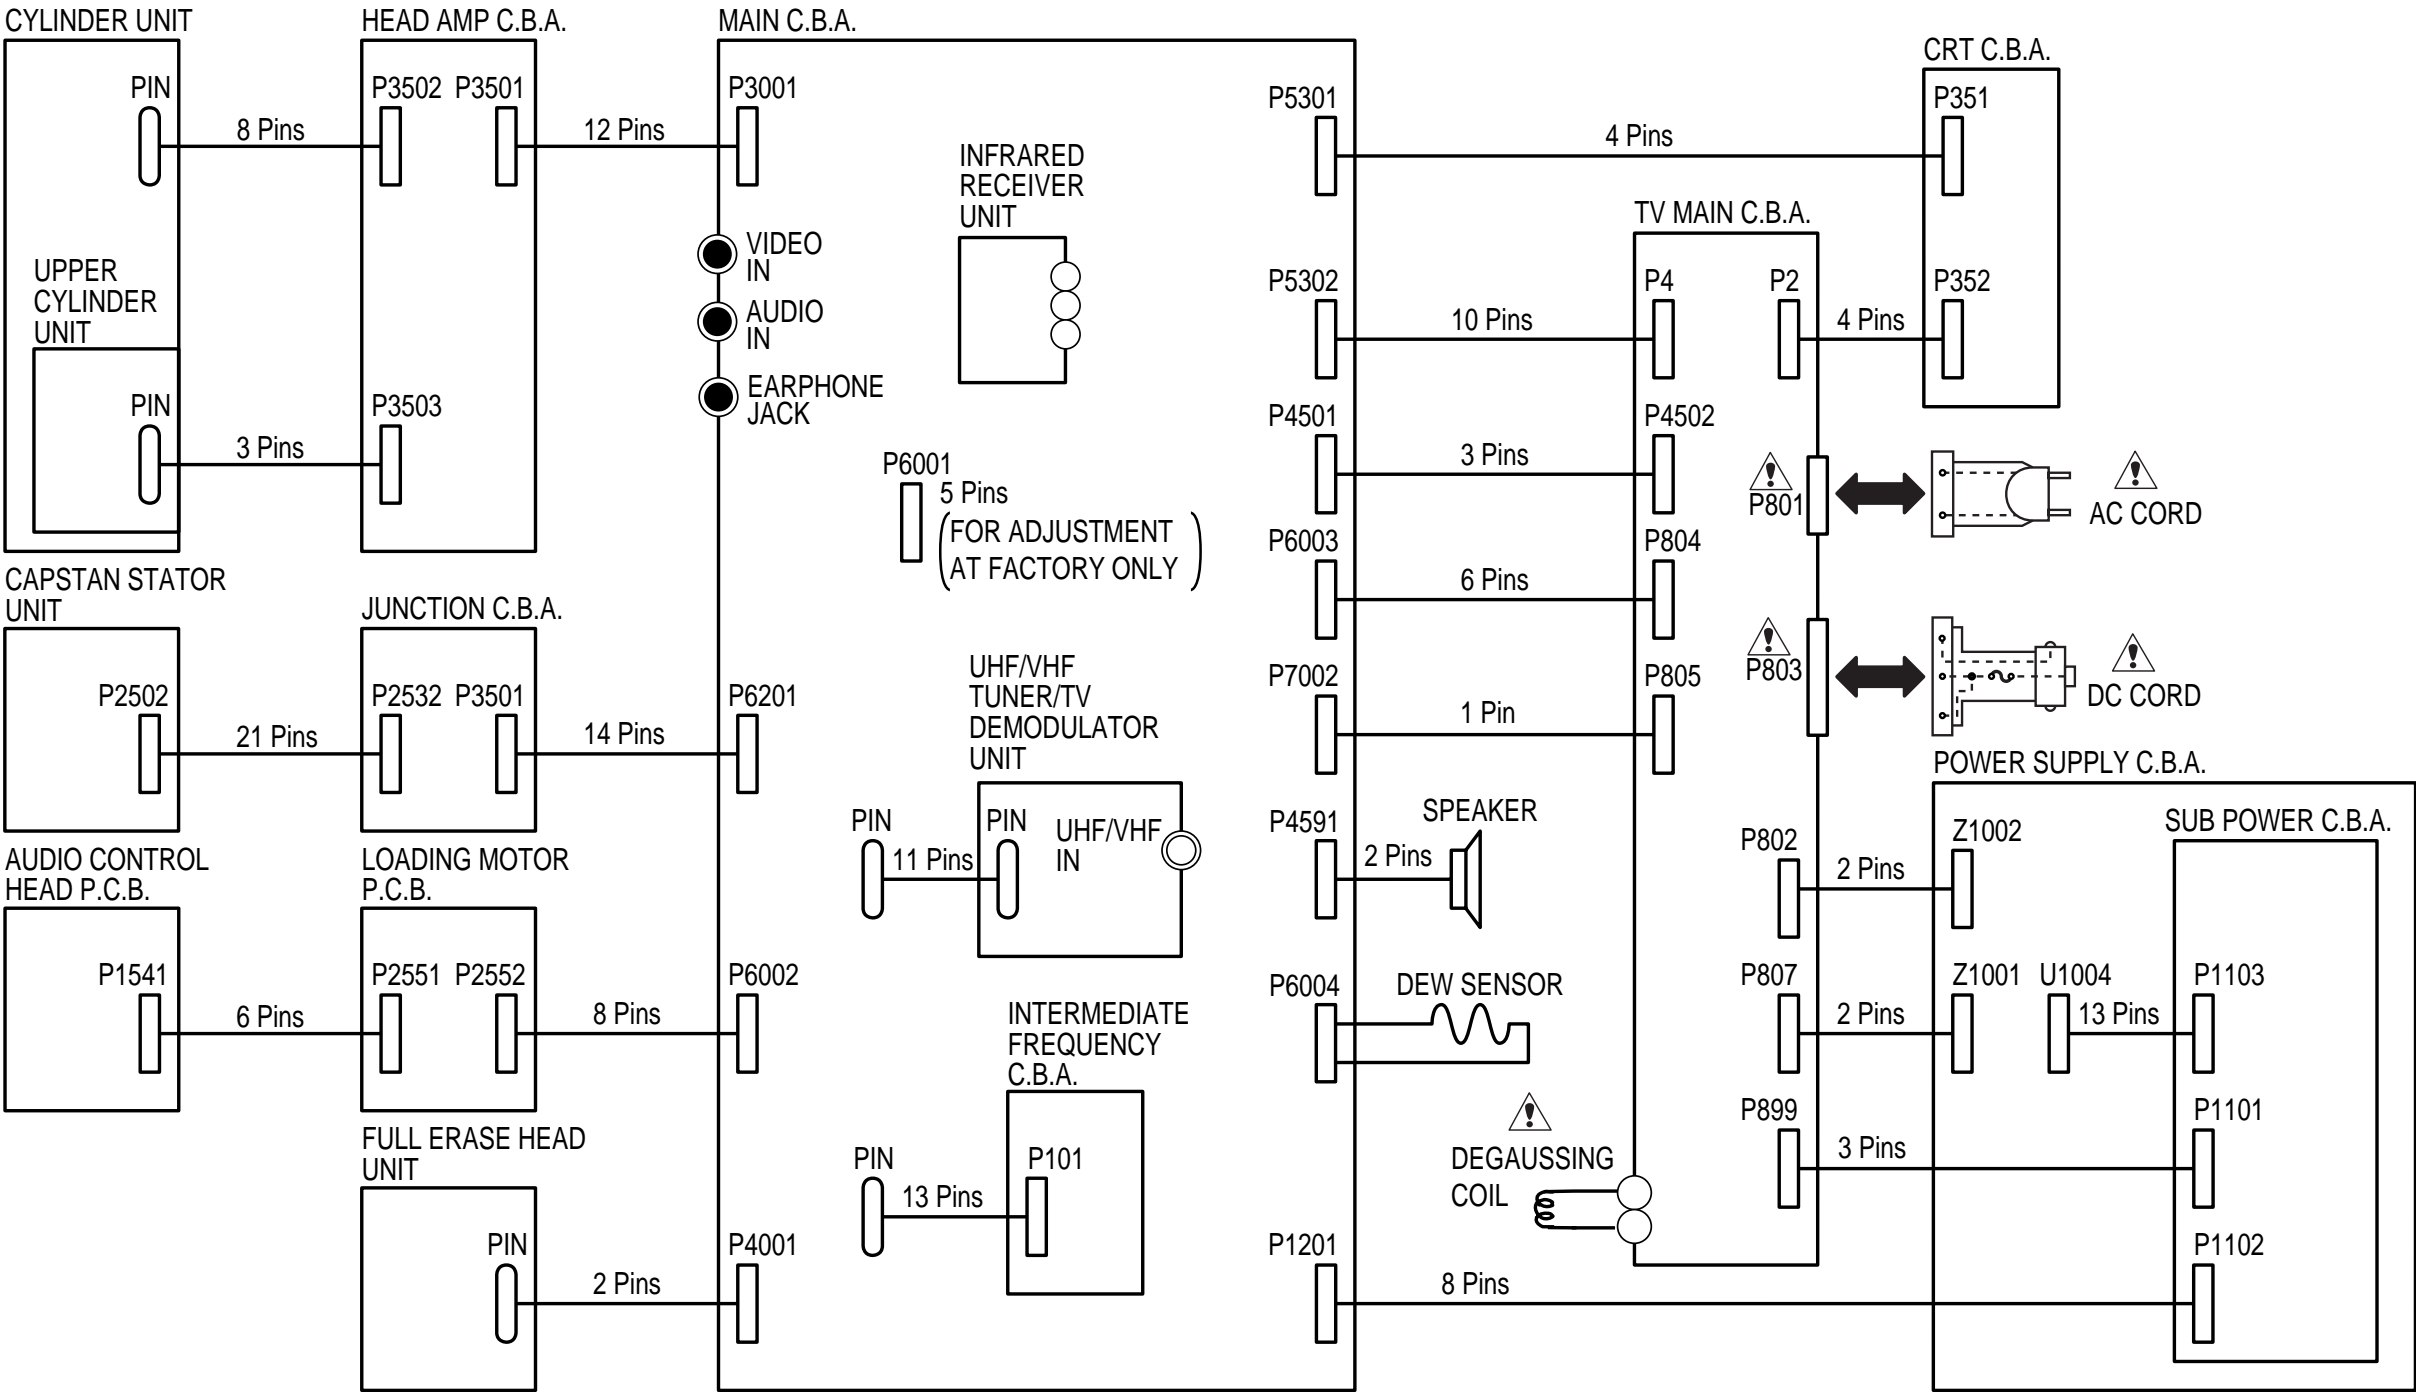 CYLINDER UNIT
PIN
8 Pins
UPPER
CYLINDER
UNIT
PIN
3 Pins
HEAD AMP C.B.A.
P3502 P3501
12 Pins
P3503
CAPSTAN STATOR
UNIT
P2502
21 Pins
JUNCTION C.B.A.
P2532 P3501
14 Pins
AUDIO CONTROL
HEAD P.C.B.
P1541
6 Pins
LOADING MOTOR
P.C.B.
P2551 P2552
8 Pins
FULL ERASE HEAD
UNIT
PIN
2 Pins
MAIN C.B.A.
P3001
VIDEO
IN
AUDIO
IN
EARPHONE
JACK
P6201
P6002
P4001
INFRARED
RECEIVER
UNIT
P6001
5 Pins
(FOR ADJUSTMENT
AT FACTORY ONLY)
UHF/VHF
TUNER/TV
DEMODULATOR
UNIT
PIN
11 Pins
PIN
UHF/VHF
IN
INTERMEDIATE
FREQUENCY
C.B.A.
PIN
13 Pins
P101
P5301
4 Pins
P5302
10 Pins
P4501
3 Pins
P6003
6 Pins
P7002
1 Pin
P4591
2 Pins
SPEAKER
P6004
DEW SENSOR
P1201
8 Pins
TV MAIN C.B.A.
P4
P2
4 Pins
P4502
P804
P805
P801
P803
P802
2 Pins
P807
2 Pins
P899
3 Pins
DEGAUSSING
COIL
CRT C.B.A.
P351
P352
AC CORD
DC CORD
POWER SUPPLY C.B.A.
Z1002
Z1001 U1004
13 Pins
SUB POWER C.B.A.
P1103
P1101
P1102